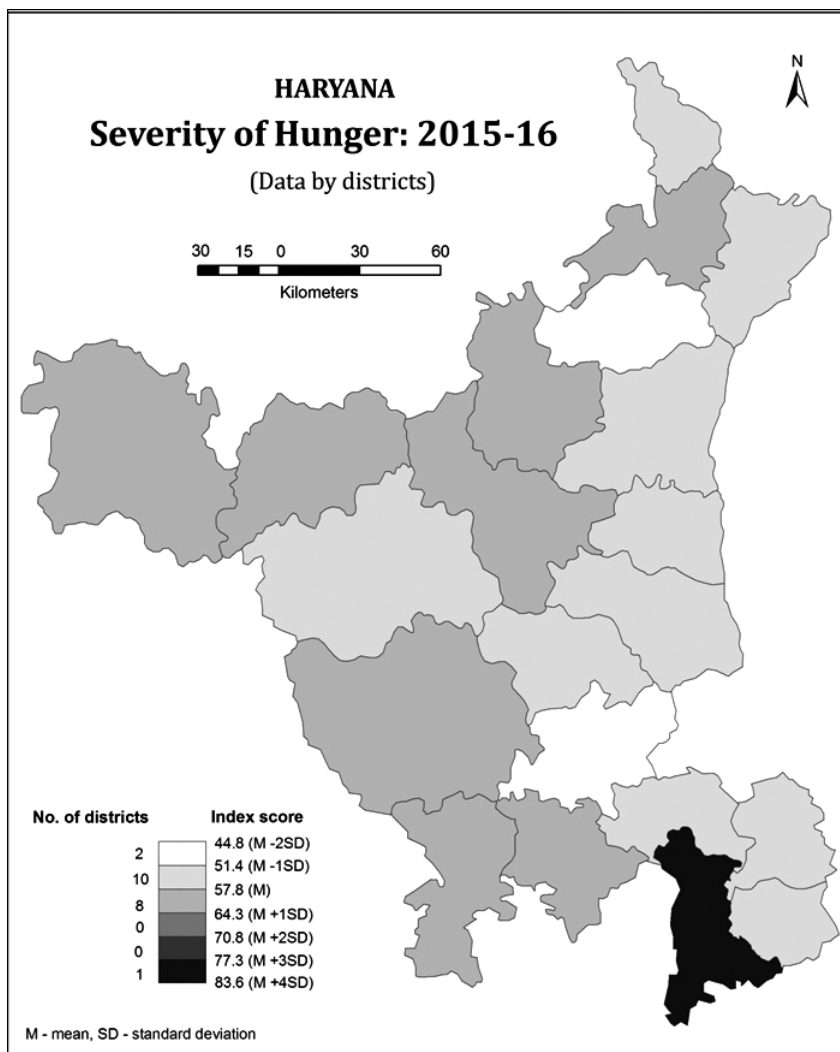 N
HARYANA
Severity of Hunger: 2015-16
(Data by districts)
30 15 0 30 60
Kilometers
No. of districts Index score
44.8 (M -2SD)
2
51.4 (M -1SD)
10
57.8 (M)
8
64.3 (M +1SD)
0
70.8 (M +2SD)
0
77.3 (M +3SD)
1
83.6 (M +4SD)
M - mean, SD - standard deviation